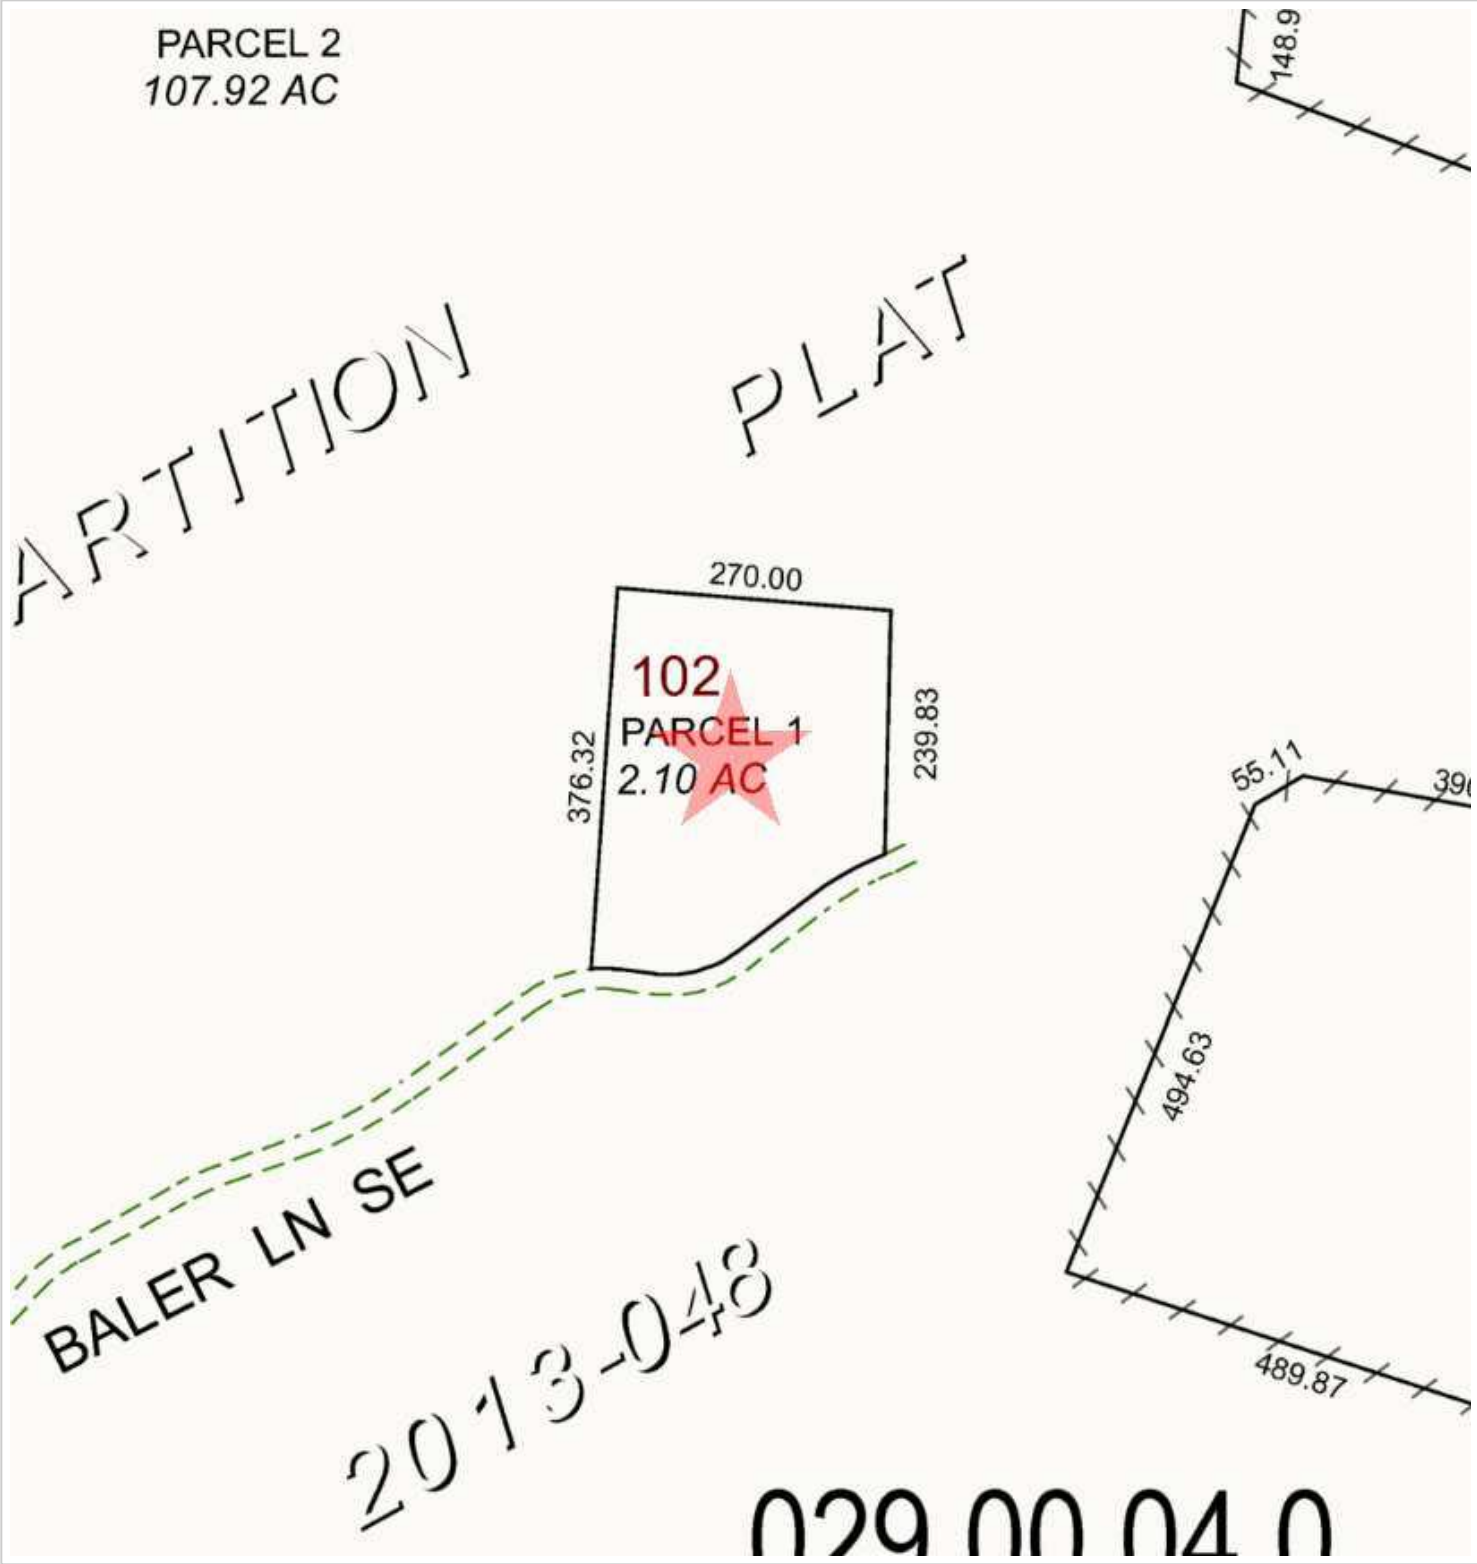 PARCEL 2
107.92 AC
148.9
ARTITION PLAT
270.00
102
PARCEL 1
2.10 AC
376.32
239.83
55.11
494.63
489.87
BALER LN SE
2013-048
029 00 04 0